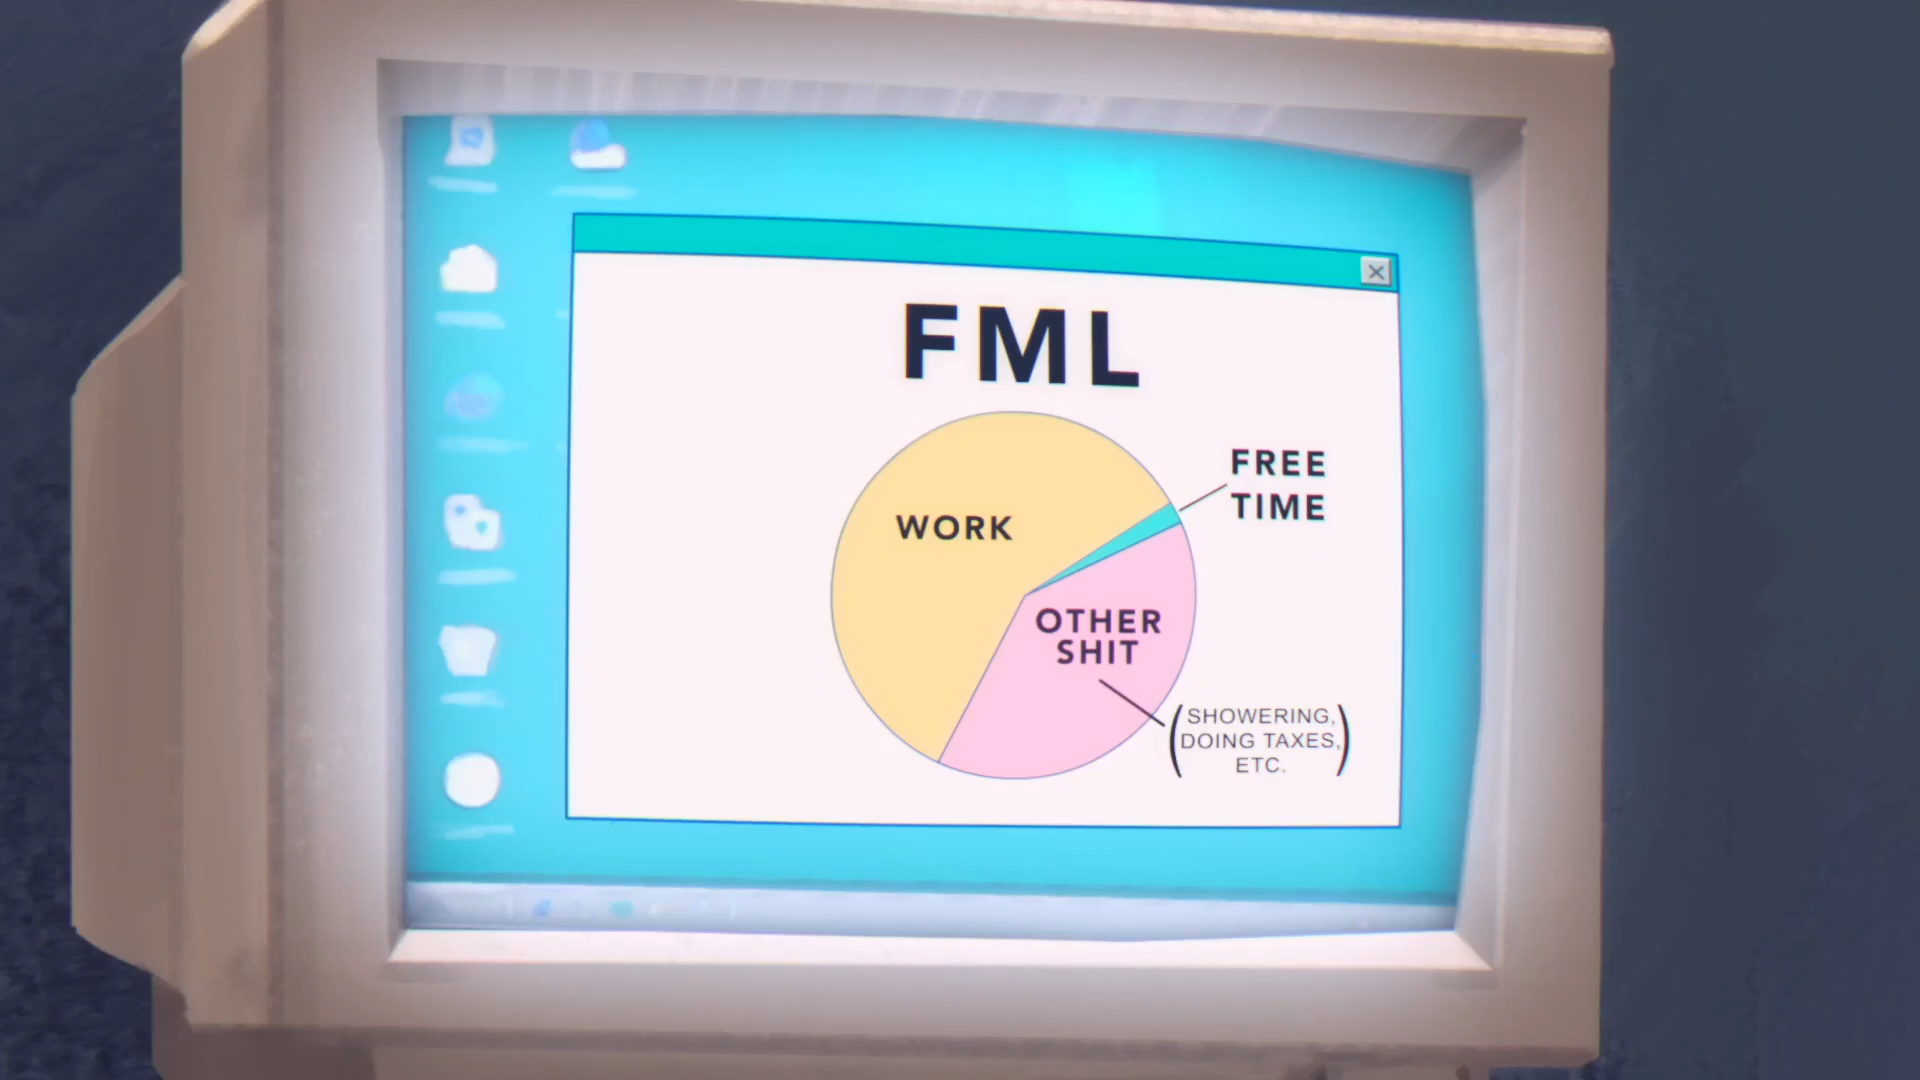 FML
FREE
TIME
WORK
OTHER
SHIT
(SHOWERING,
DOING TAXES,
ETC.)